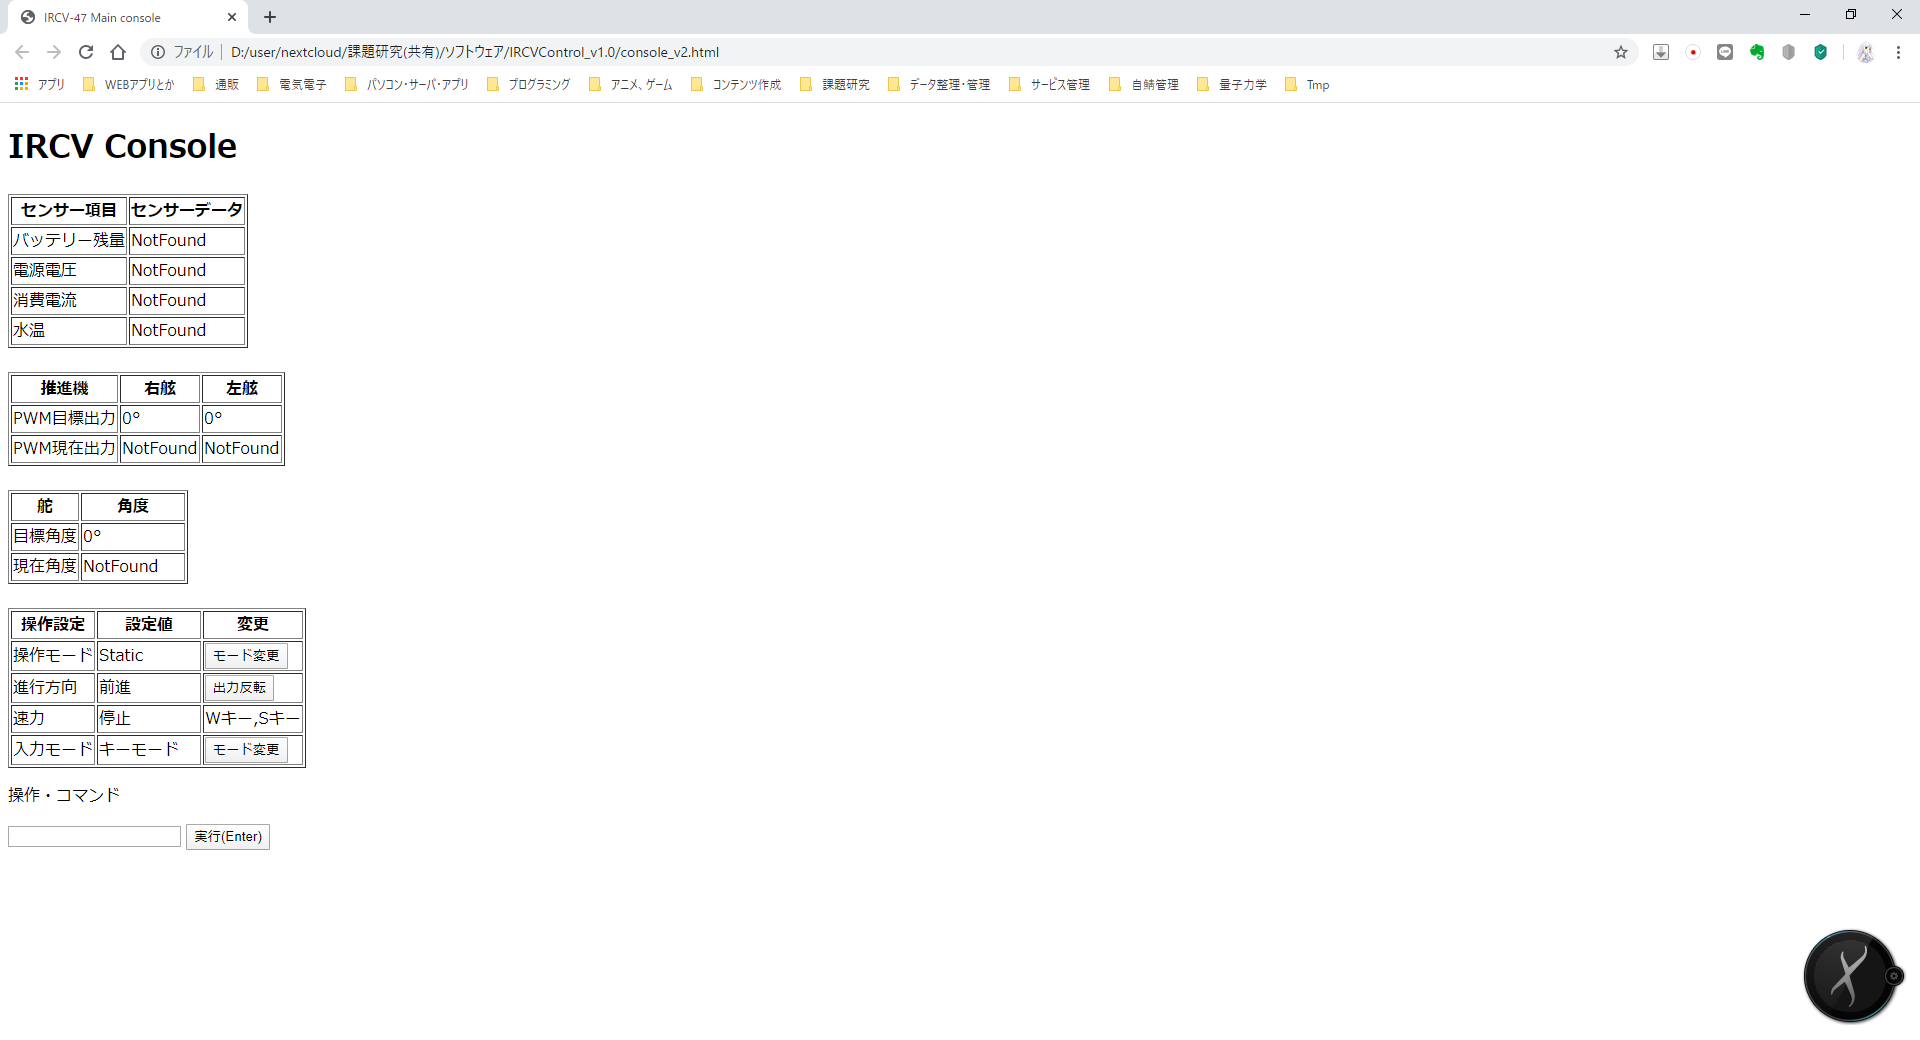 IRCV-47 Main console
ファイル D:/user/nextcloud/課題研究(共有)/ソフトウェア/IRCVControl_v1.0/console_v2.html
アプリ WEBアプリとか 通販 電気電子 パソコン・サーバ・アプリ プログラミング アニメ、ゲーム コンテンツ作成 課題研究 データ整理・管理 サービス管理 自鯖管理 量子力学 Tmp
IRCV Console
センサー項目 センサーデータ
バッテリー残量 NotFound
電源電圧 NotFound
消費電流 NotFound
水温 NotFound
推進機 右舷 左舷
PWM目標出力 0° 0°
PWM現在出力 NotFound NotFound
舵 角度
目標角度 0°
現在角度 NotFound
操作設定 設定値 変更
操作モード Static モード変更
進行方向 前進 出力反転
速力 停止 Wキー,Sキー
入力モード キーモード モード変更
操作・コマンド
実行(Enter)